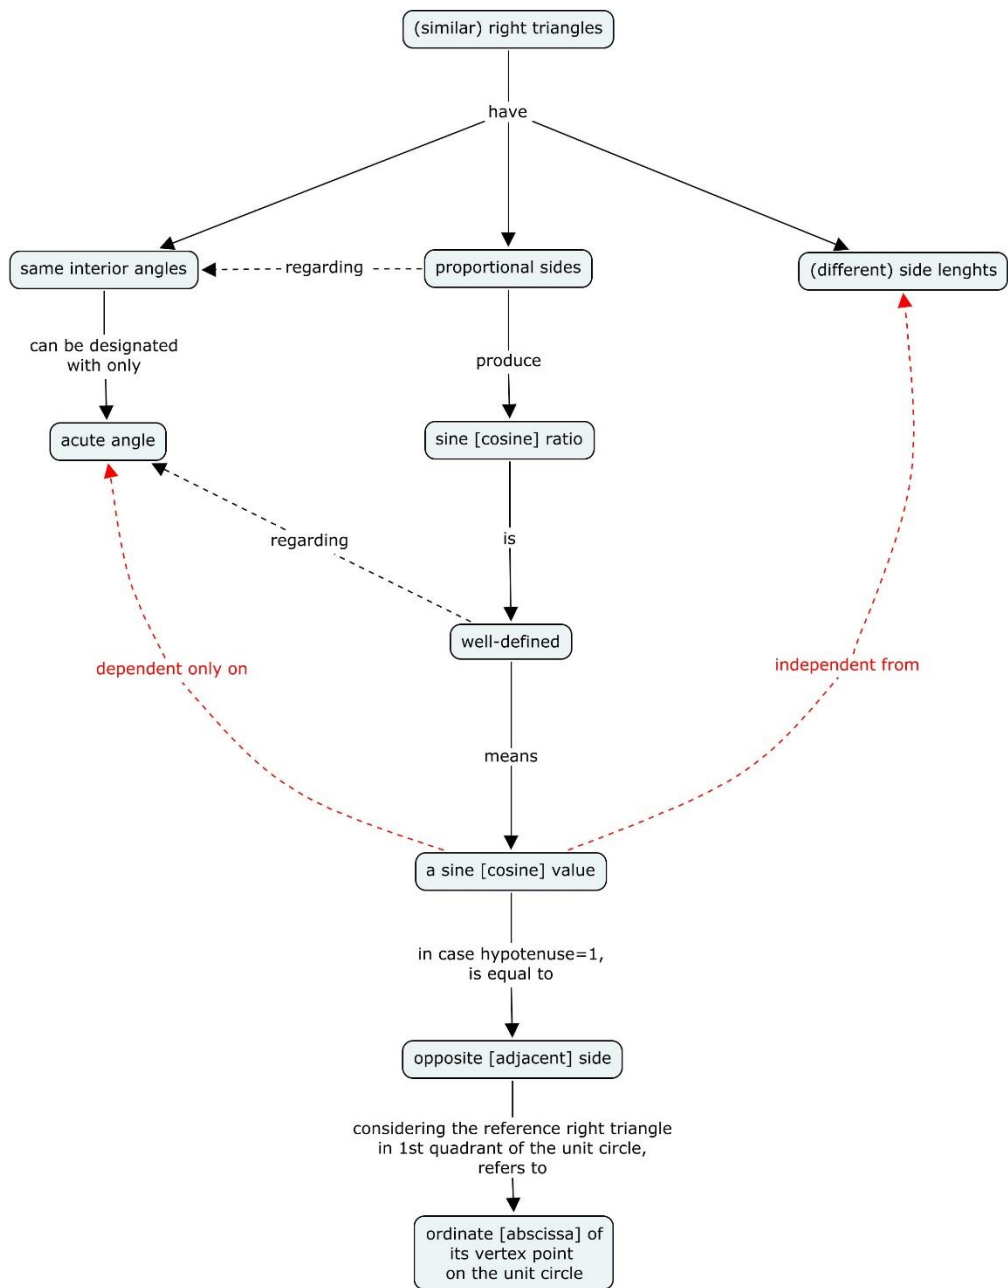 (similar) right triangles
have
same interior angles
regarding
proportional sides
(different) side lenghts
can be designated
with only
produce
acute angle
sine [cosine] ratio
regarding
is
well-defined
dependent only on
independent from
means
a sine [cosine] value
in case hypotenuse=1,
is equal to
opposite [adjacent] side
considering the reference right triangle
in 1st quadrant of the unit circle,
refers to
ordinate [abscissa] of
its vertex point
on the unit circle